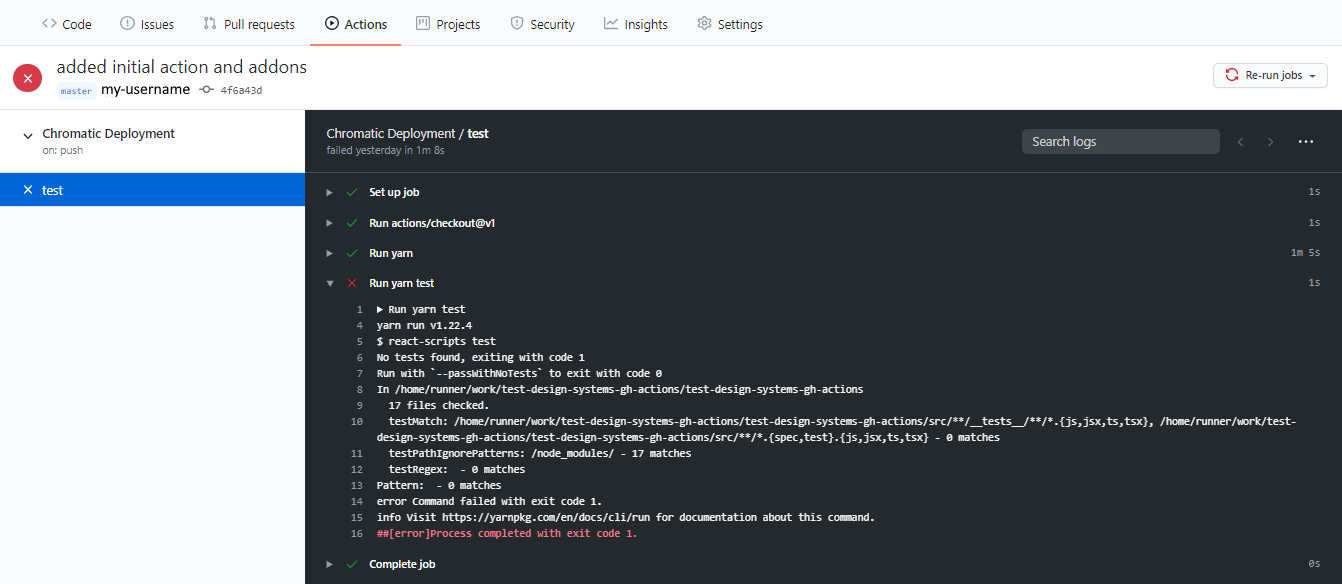 Code Issues Pull requests Actions Projects Security Insights Settings
added initial action and addons
master my-username 4f6a43d
Re-run jobs
Chromatic Deployment
on: push
test
Chromatic Deployment / test
failed yesterday in 1m 8s
Search logs
Set up job 1s
Run actions/checkout@v1 1s
Run yarn 1m 5s
Run yarn test 1s
1 ▶ Run yarn test
4 yarn run v1.22.4
5 $ react-scripts test
6 No tests found, exiting with code 1
7 Run with `--passWithNoTests` to exit with code 0
8 In /home/runner/work/test-design-systems-gh-actions/test-design-systems-gh-actions
9 17 files checked.
10 testMatch: /home/runner/work/test-design-systems-gh-actions/test-design-systems-gh-actions/src/**/__tests__/**/*.{js,jsx,ts,tsx}, /home/runner/work/test-
design-systems-gh-actions/test-design-systems-gh-actions/src/**/*.{spec,test}.{js,jsx,ts,tsx} - 0 matches
11 testPathIgnorePatterns: /node_modules/ - 17 matches
12 testRegex:  - 0 matches
13 Pattern:  - 0 matches
14 error Command failed with exit code 1.
15 info Visit https://yarnpkg.com/en/docs/cli/run for documentation about this command.
16 ##[error]Process completed with exit code 1.
Complete job 0s